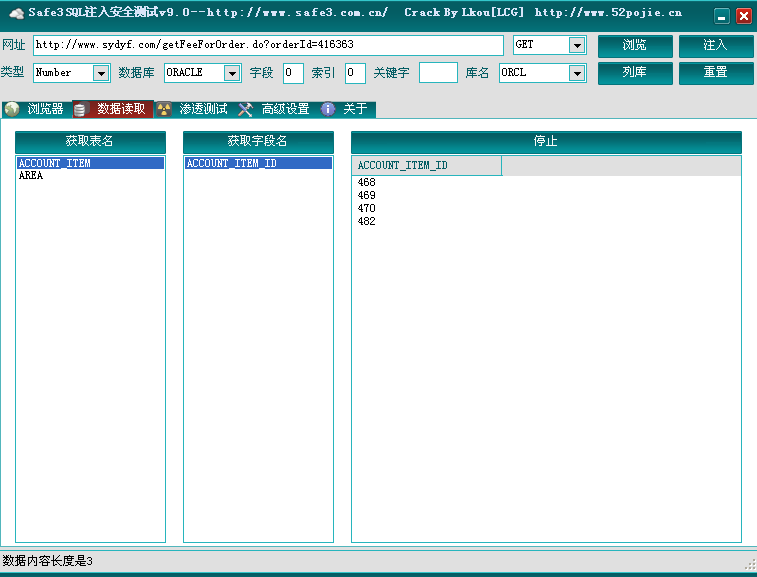 Safe3SQL注入安全测试v9.0--http://www.safe3.com.cn/ Crack By Lkou[LCG] http://www.52pojie.cn
网址 http://www.sydyf.com/getFeeForOrder.do?orderId=416363 GET 浏览 注入
类型 Number 数据库 ORACLE 字段 0 索引 0 关键字 库名 ORCL 列库 重置
浏览器 数据读取 渗透测试 高级设置 关于
获取表名 获取字段名 停止
ACCOUNT_ITEM ACCOUNT_ITEM_ID ACCOUNT_ITEM_ID
AREA
468
469
470
482
数据内容长度是3